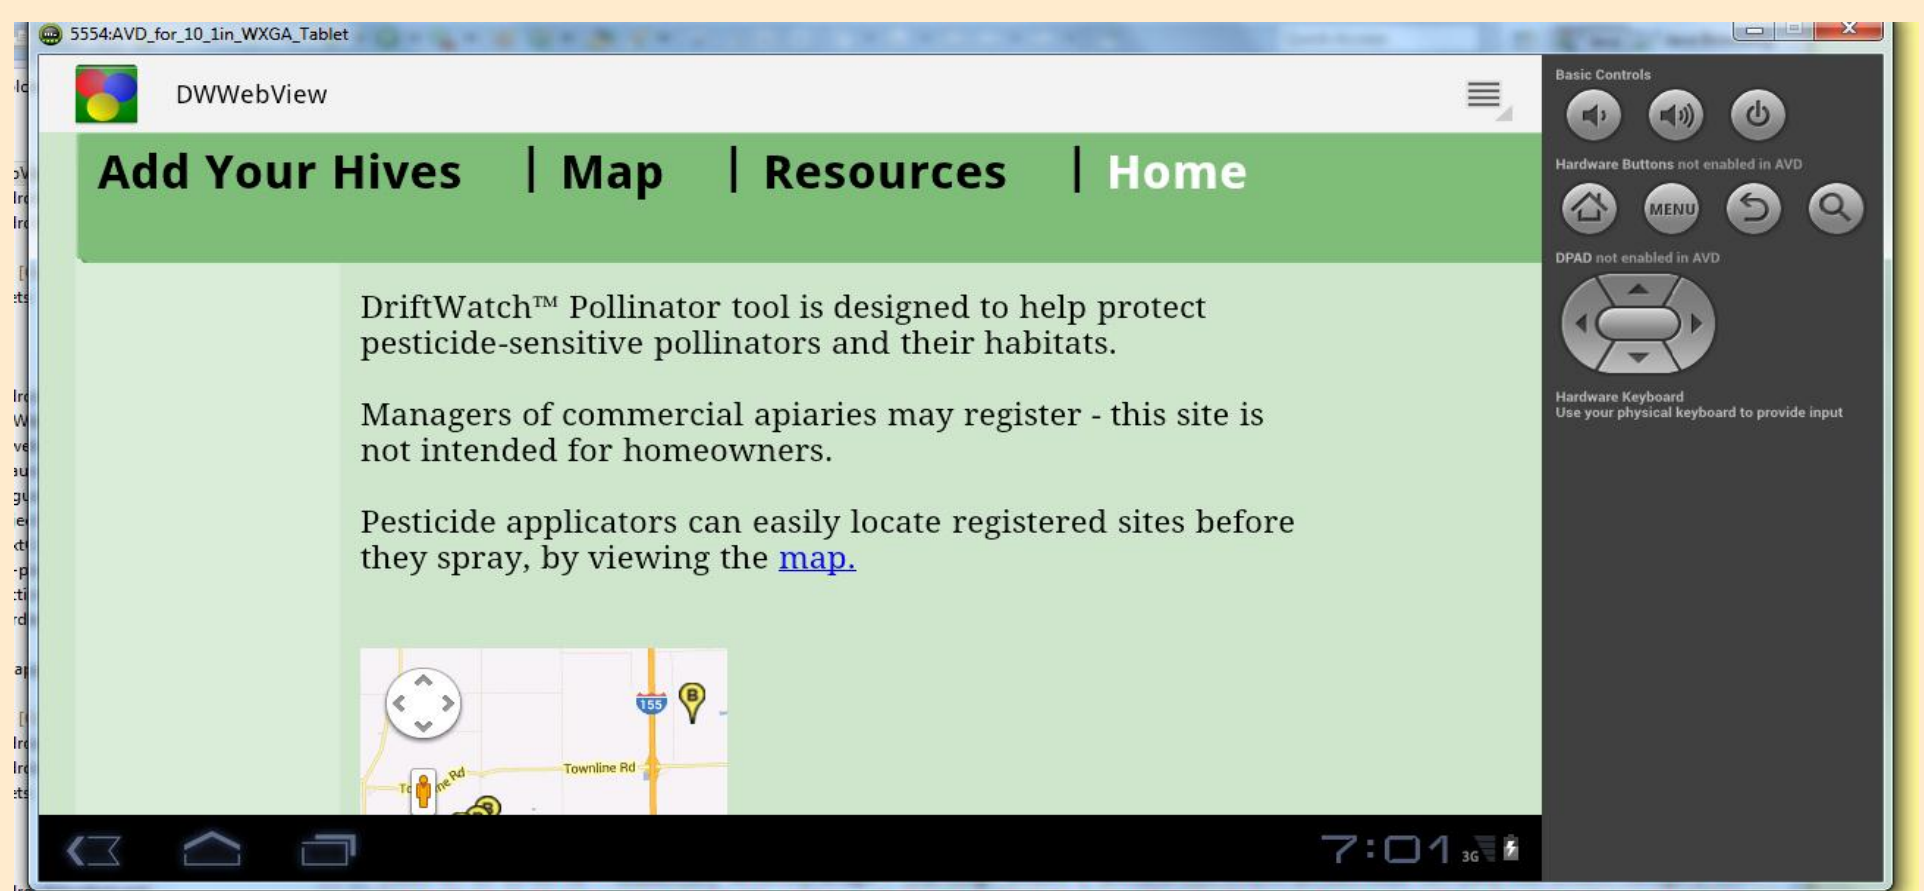 5554:AVD_for_10_1in_WXGA_Tablet
DWWebView
Add Your Hives | Map | Resources | Home
DriftWatch™ Pollinator tool is designed to help protect
pesticide-sensitive pollinators and their habitats.
Managers of commercial apiaries may register - this site is
not intended for homeowners.
Pesticide applicators can easily locate registered sites before
they spray, by viewing the map.
155
B
Townline Rd
B
7:01 3G
Basic Controls
Hardware Buttons not enabled in AVD
MENU
DPAD not enabled in AVD
Hardware Keyboard
Use your physical keyboard to provide input